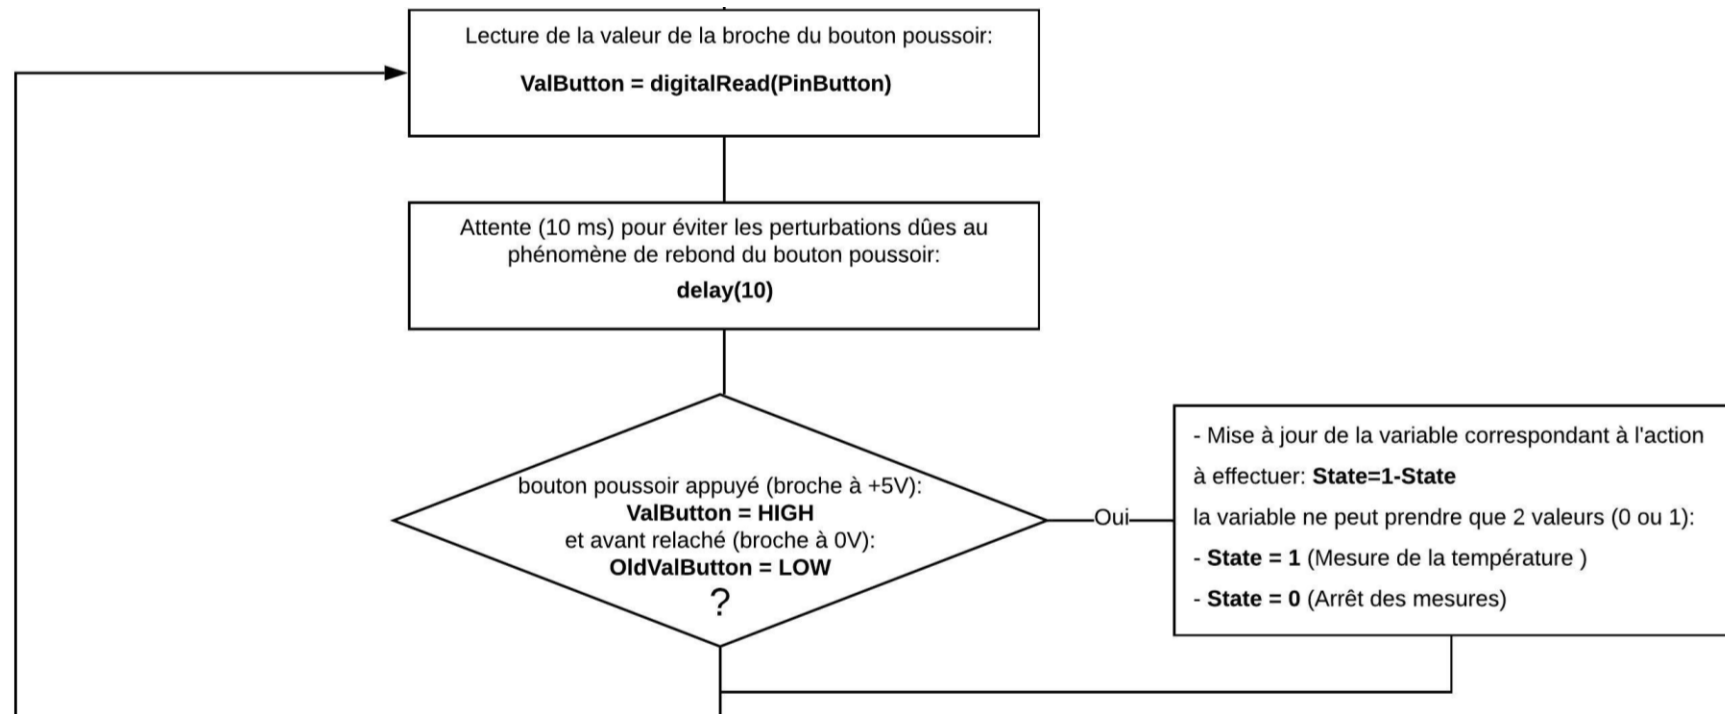 Lecture de la valeur de la broche du bouton poussoir:
ValButton = digitalRead(PinButton)
Attente (10 ms) pour éviter les perturbations dûes au
phénomène de rebond du bouton poussoir:
delay(10)
bouton poussoir appuyé (broche à +5V):
ValButton = HIGH
et avant relaché (broche à 0V):
OldValButton = LOW
?
Oui
- Mise à jour de la variable correspondant à l'action
à effectuer: State=1-State
la variable ne peut prendre que 2 valeurs (0 ou 1):
- State = 1 (Mesure de la température )
- State = 0 (Arrêt des mesures)